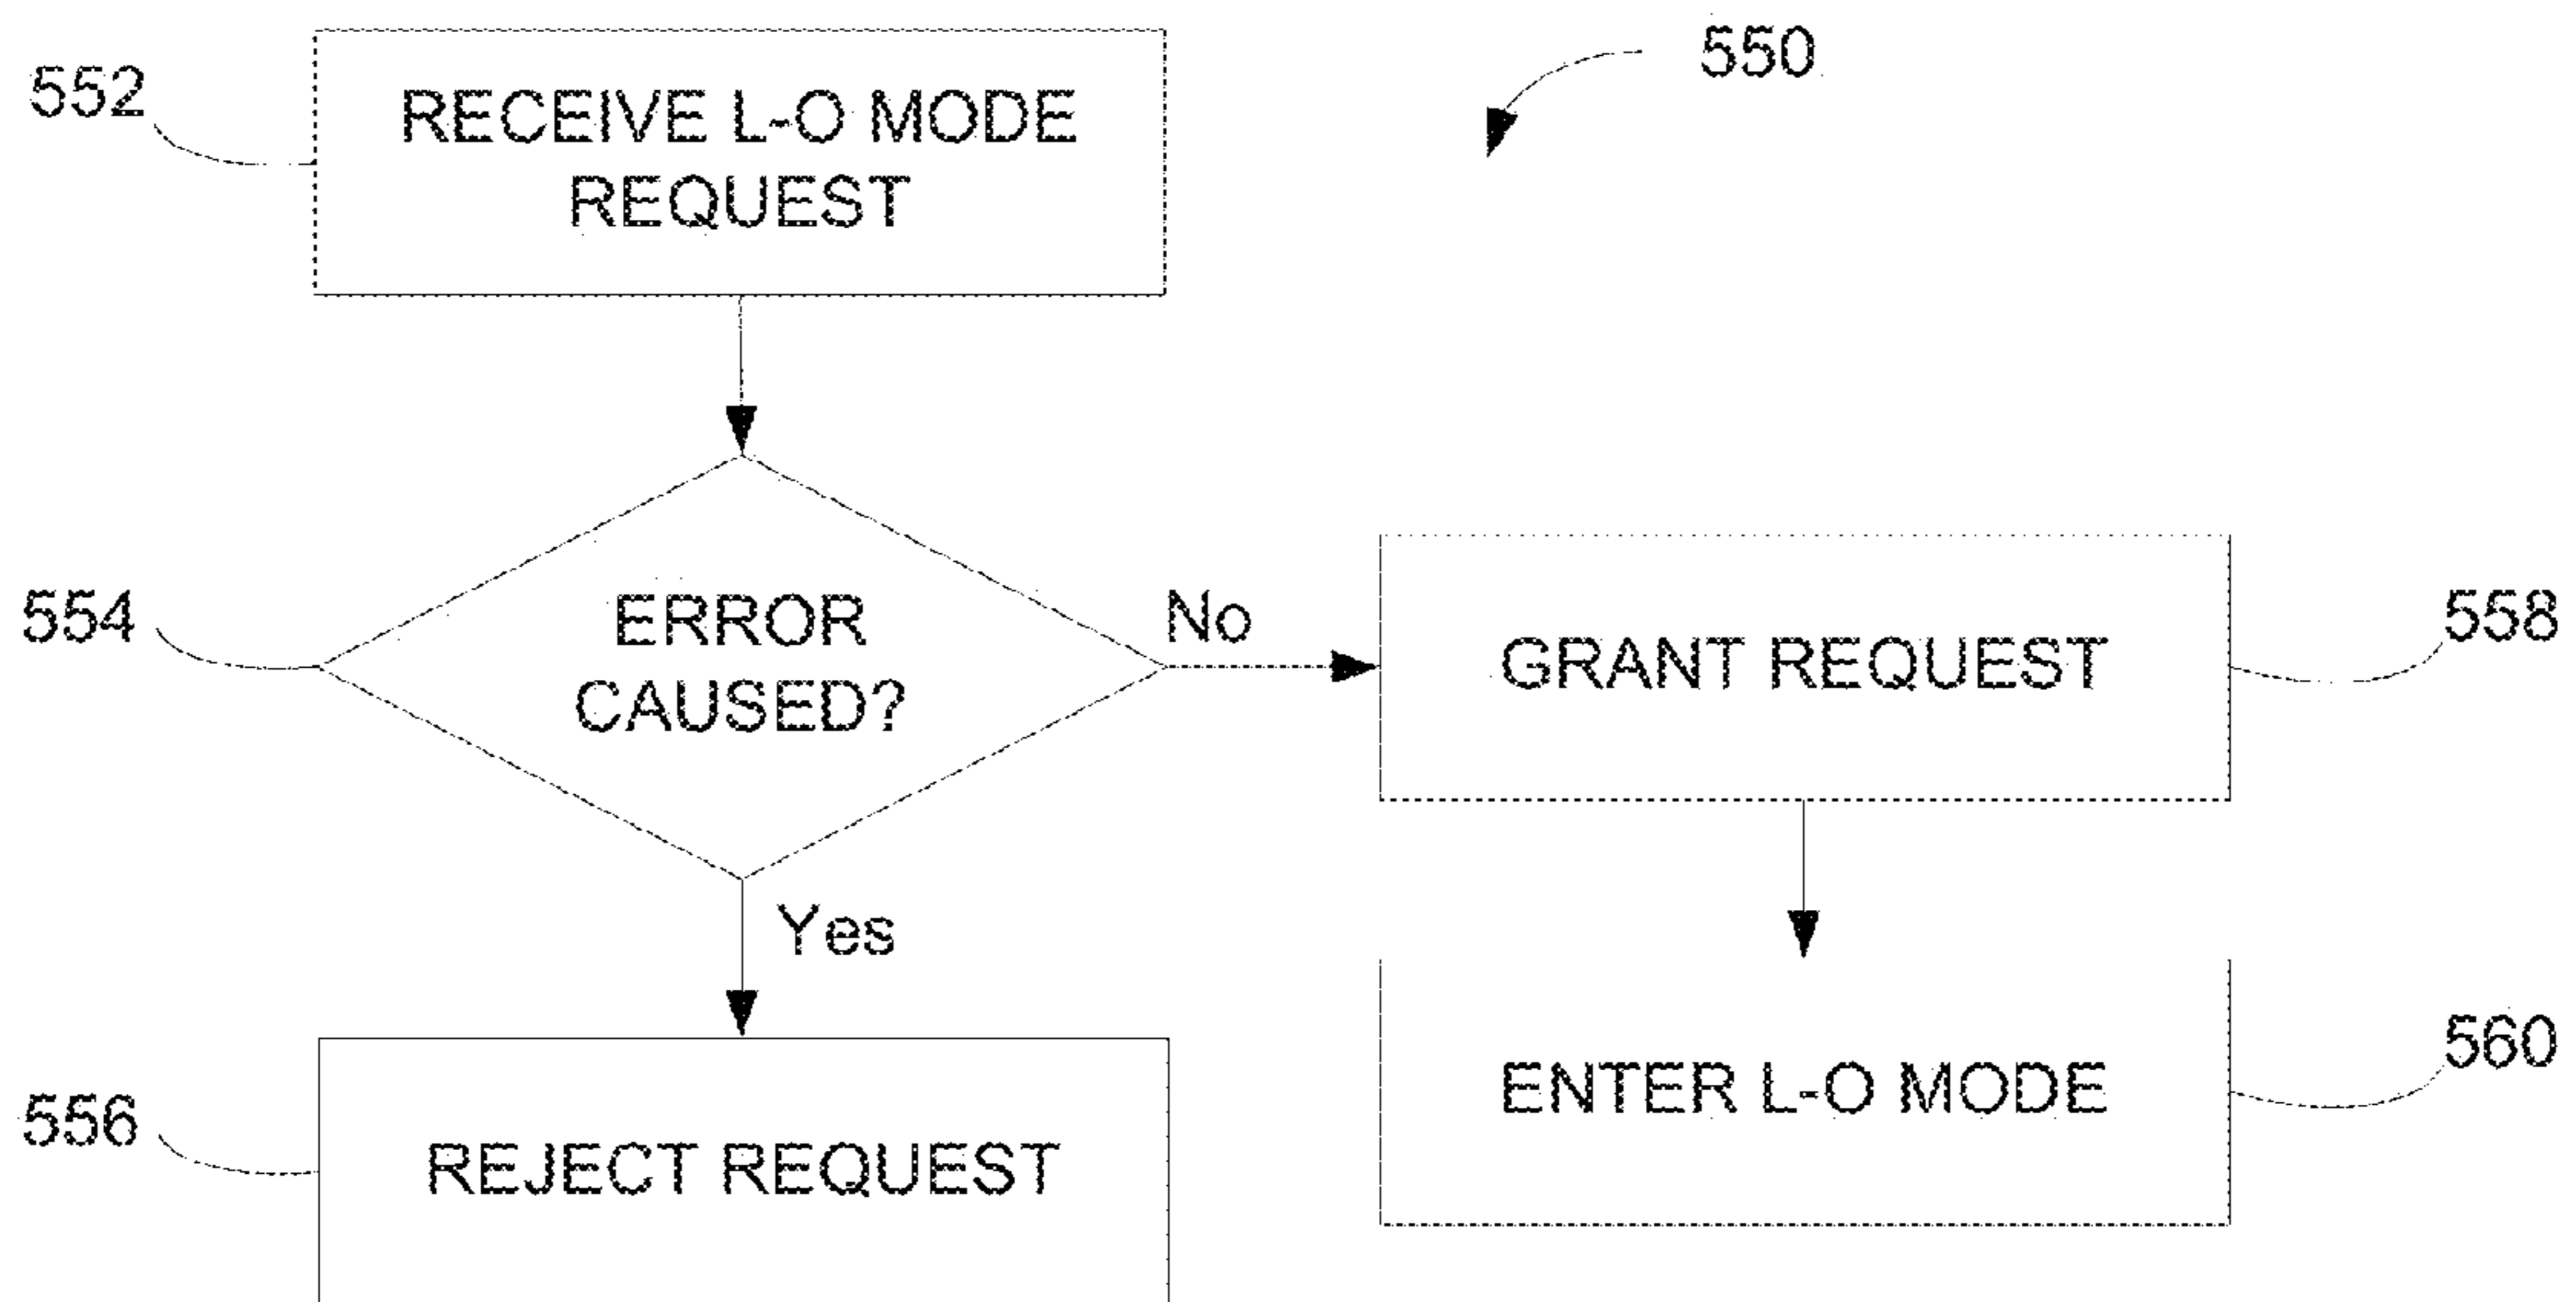 550
552
RECEIVE L-O MODE
REQUEST
554
ERROR
CAUSED?
No
GRANT REQUEST
558
Yes
556
REJECT REQUEST
ENTER L-O MODE
560